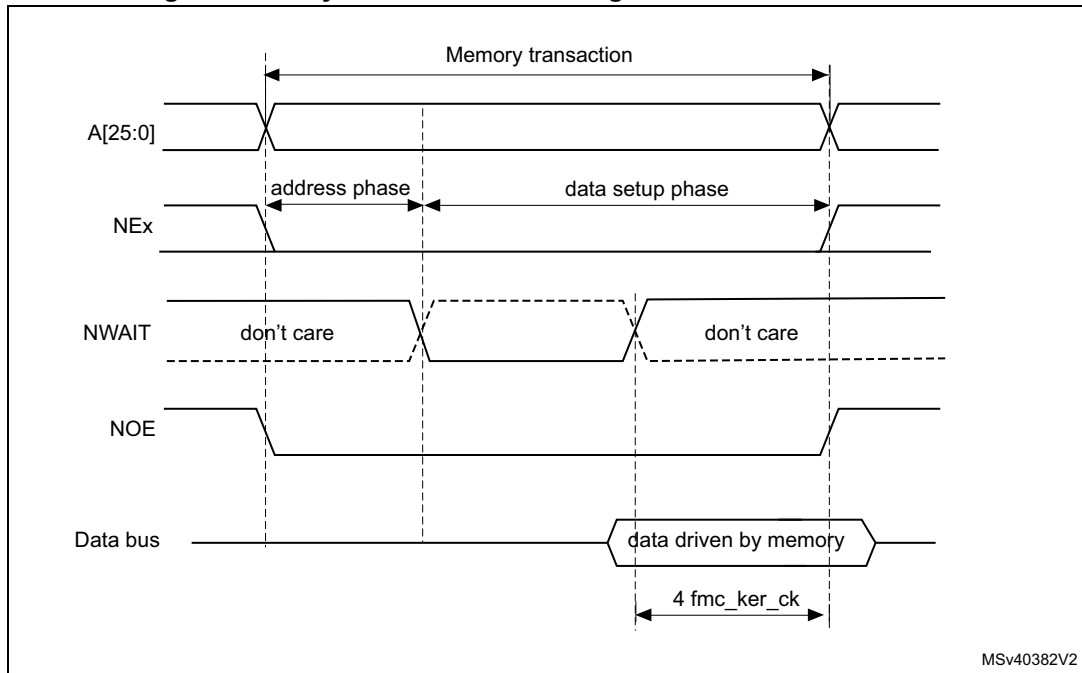 Memory transaction
A[25:0]
address phase
data setup phase
NEx
NWAIT
don't care
don't care
NOE
Data bus
data driven by memory
4 fmc_ker_ck
MSv40382V2